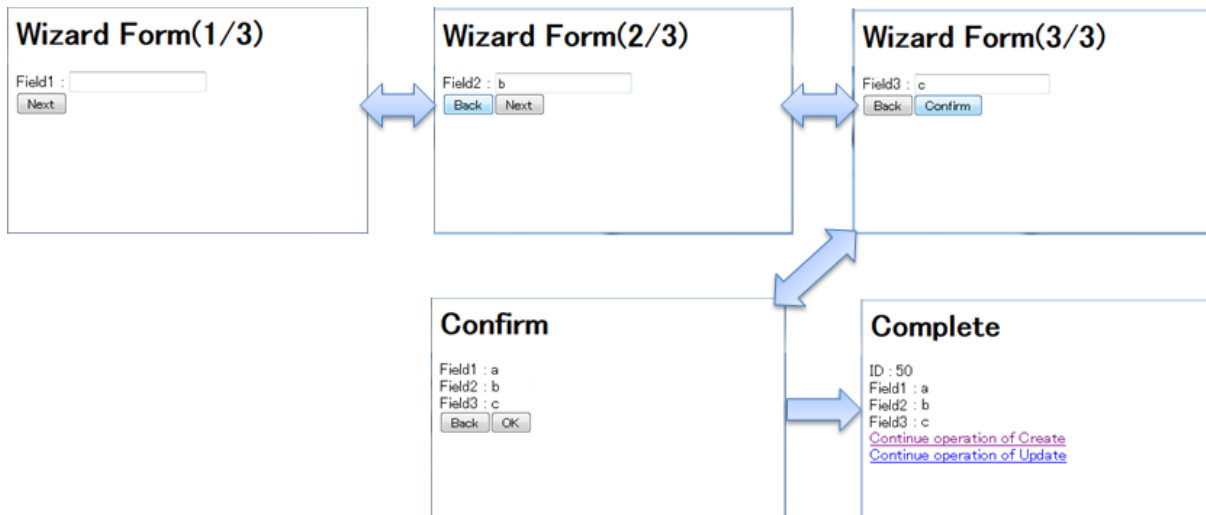 Wizard Form(1/3)
Field1 :
Next
Wizard Form(2/3)
Field2 : b
Back Next
Wizard Form(3/3)
Field3 : c
Back Confirm
Confirm
Field1 : a
Field2 : b
Field3 : c
Back OK
Complete
ID : 50
Field1 : a
Field2 : b
Field3 : c
Continue operation of Create
Continue operation of Update